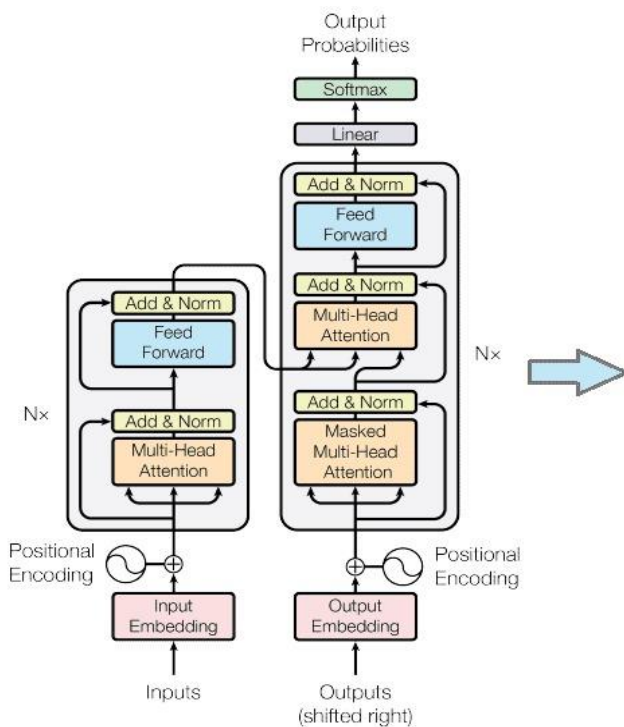 Output
Probabilities
Softmax
Linear
Add & Norm
Feed
Forward
Add & Norm
Multi-Head
Attention
Add & Norm
Masked
Multi-Head
Attention
Nx
Add & Norm
Feed
Forward
Add & Norm
Multi-Head
Attention
Nx
Positional
Encoding
Positional
Encoding
Input
Embedding
Output
Embedding
Inputs
Outputs
(shifted right)